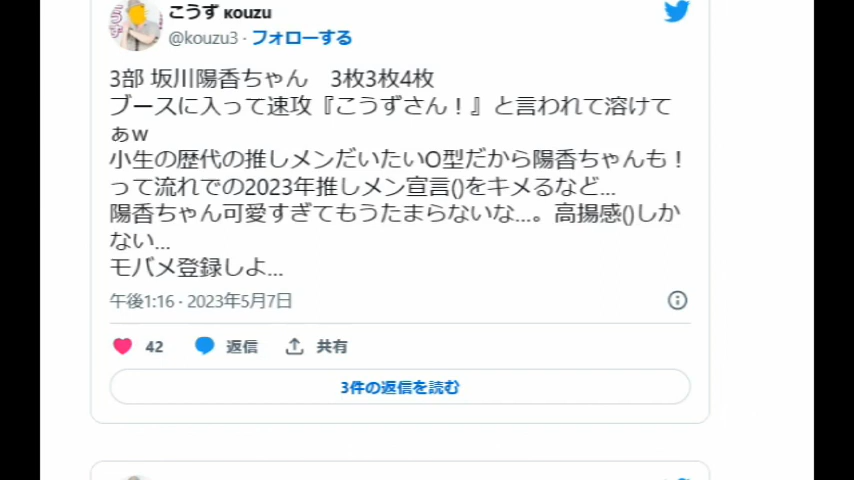 こうず кouzu
@kouzu3 · フォローする
3部 坂川陽香ちゃん　3枚3枚4枚
ブースに入って速攻『こうずさん！』と言われて溶けて
ぁw
小生の歴代の推しメンだいたいO型だから陽香ちゃんも！
って流れでの2023年推しメン宣言()をキメるなど...
陽香ちゃん可愛すぎてもうたまらないな...。高揚感()しか
ない...
モバメ登録しよ...
午後1:16 · 2023年5月7日
42 返信 共有
3件の返信を読む